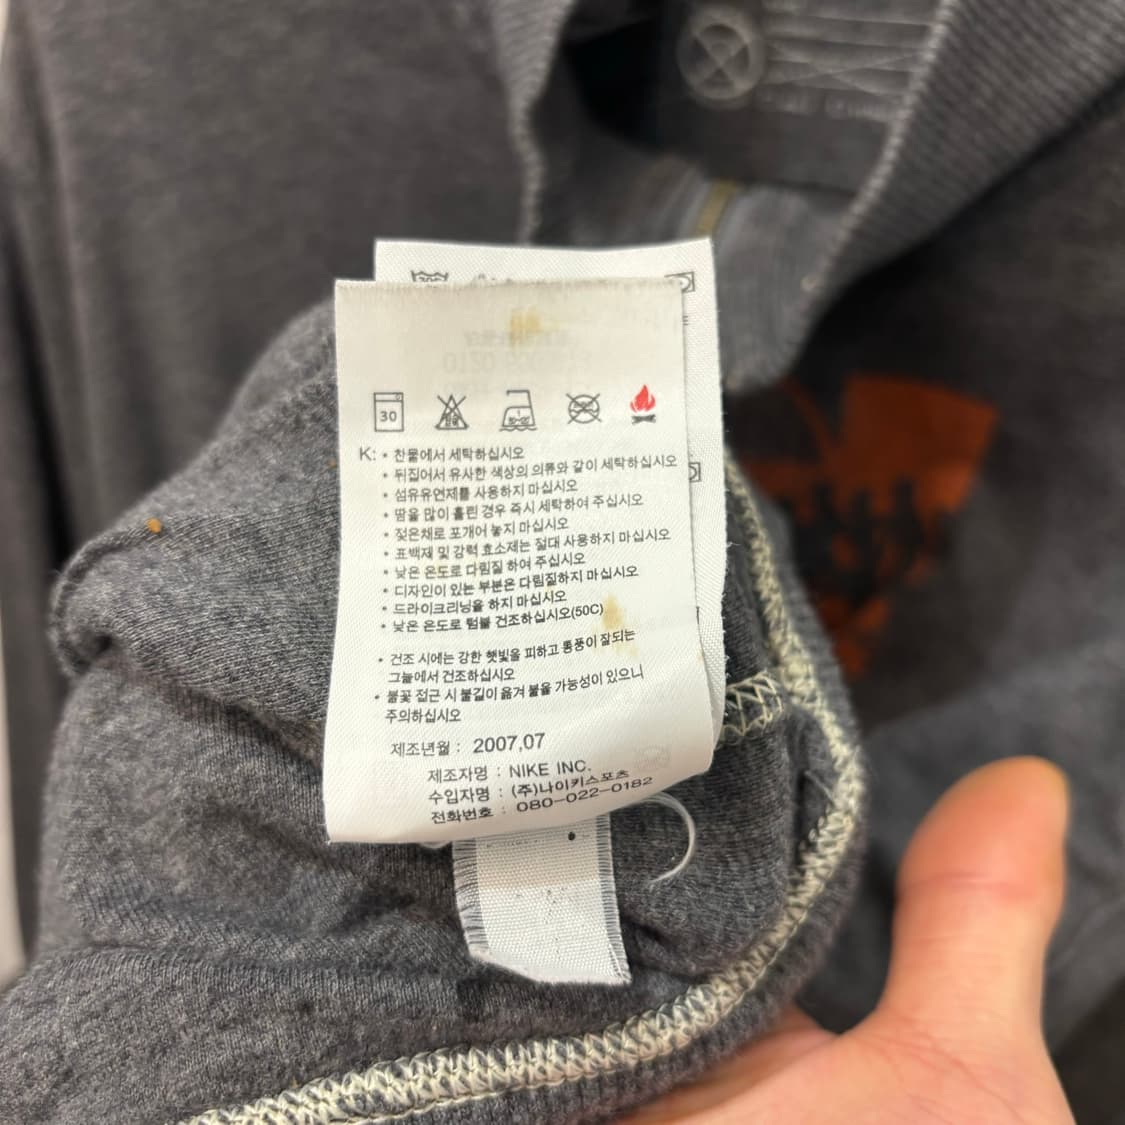 30
K: • 찬물에서 세탁하십시오
• 뒤집어서 유사한 색상의 의류와 같이 세탁하십시오
• 섬유유연제를 사용하지 마십시오
• 땀을 많이 흘린 경우 즉시 세탁하여 주십시오
• 젖은채로 포개어 놓지 마십시오
• 표백제 및 강력 효소제는 절대 사용하지 마십시오
• 낮은 온도로 다림질 하여 주십시오
• 디자인이 있는 부분은 다림질하지 마십시오
• 드라이크리닝을 하지 마십시오
• 낮은 온도로 텀블 건조하십시오(50C)
• 건조 시에는 강한 햇빛을 피하고 통풍이 잘되는
그늘에서 건조하십시오
• 불꽃 접근 시 불길이 옮겨 붙을 가능성이 있으니
주의하십시오
제조년월 : 2007,07
제조자명 : NIKE INC.
수입자명 : (주)나이키스포츠
전화번호 : 080-022-0182